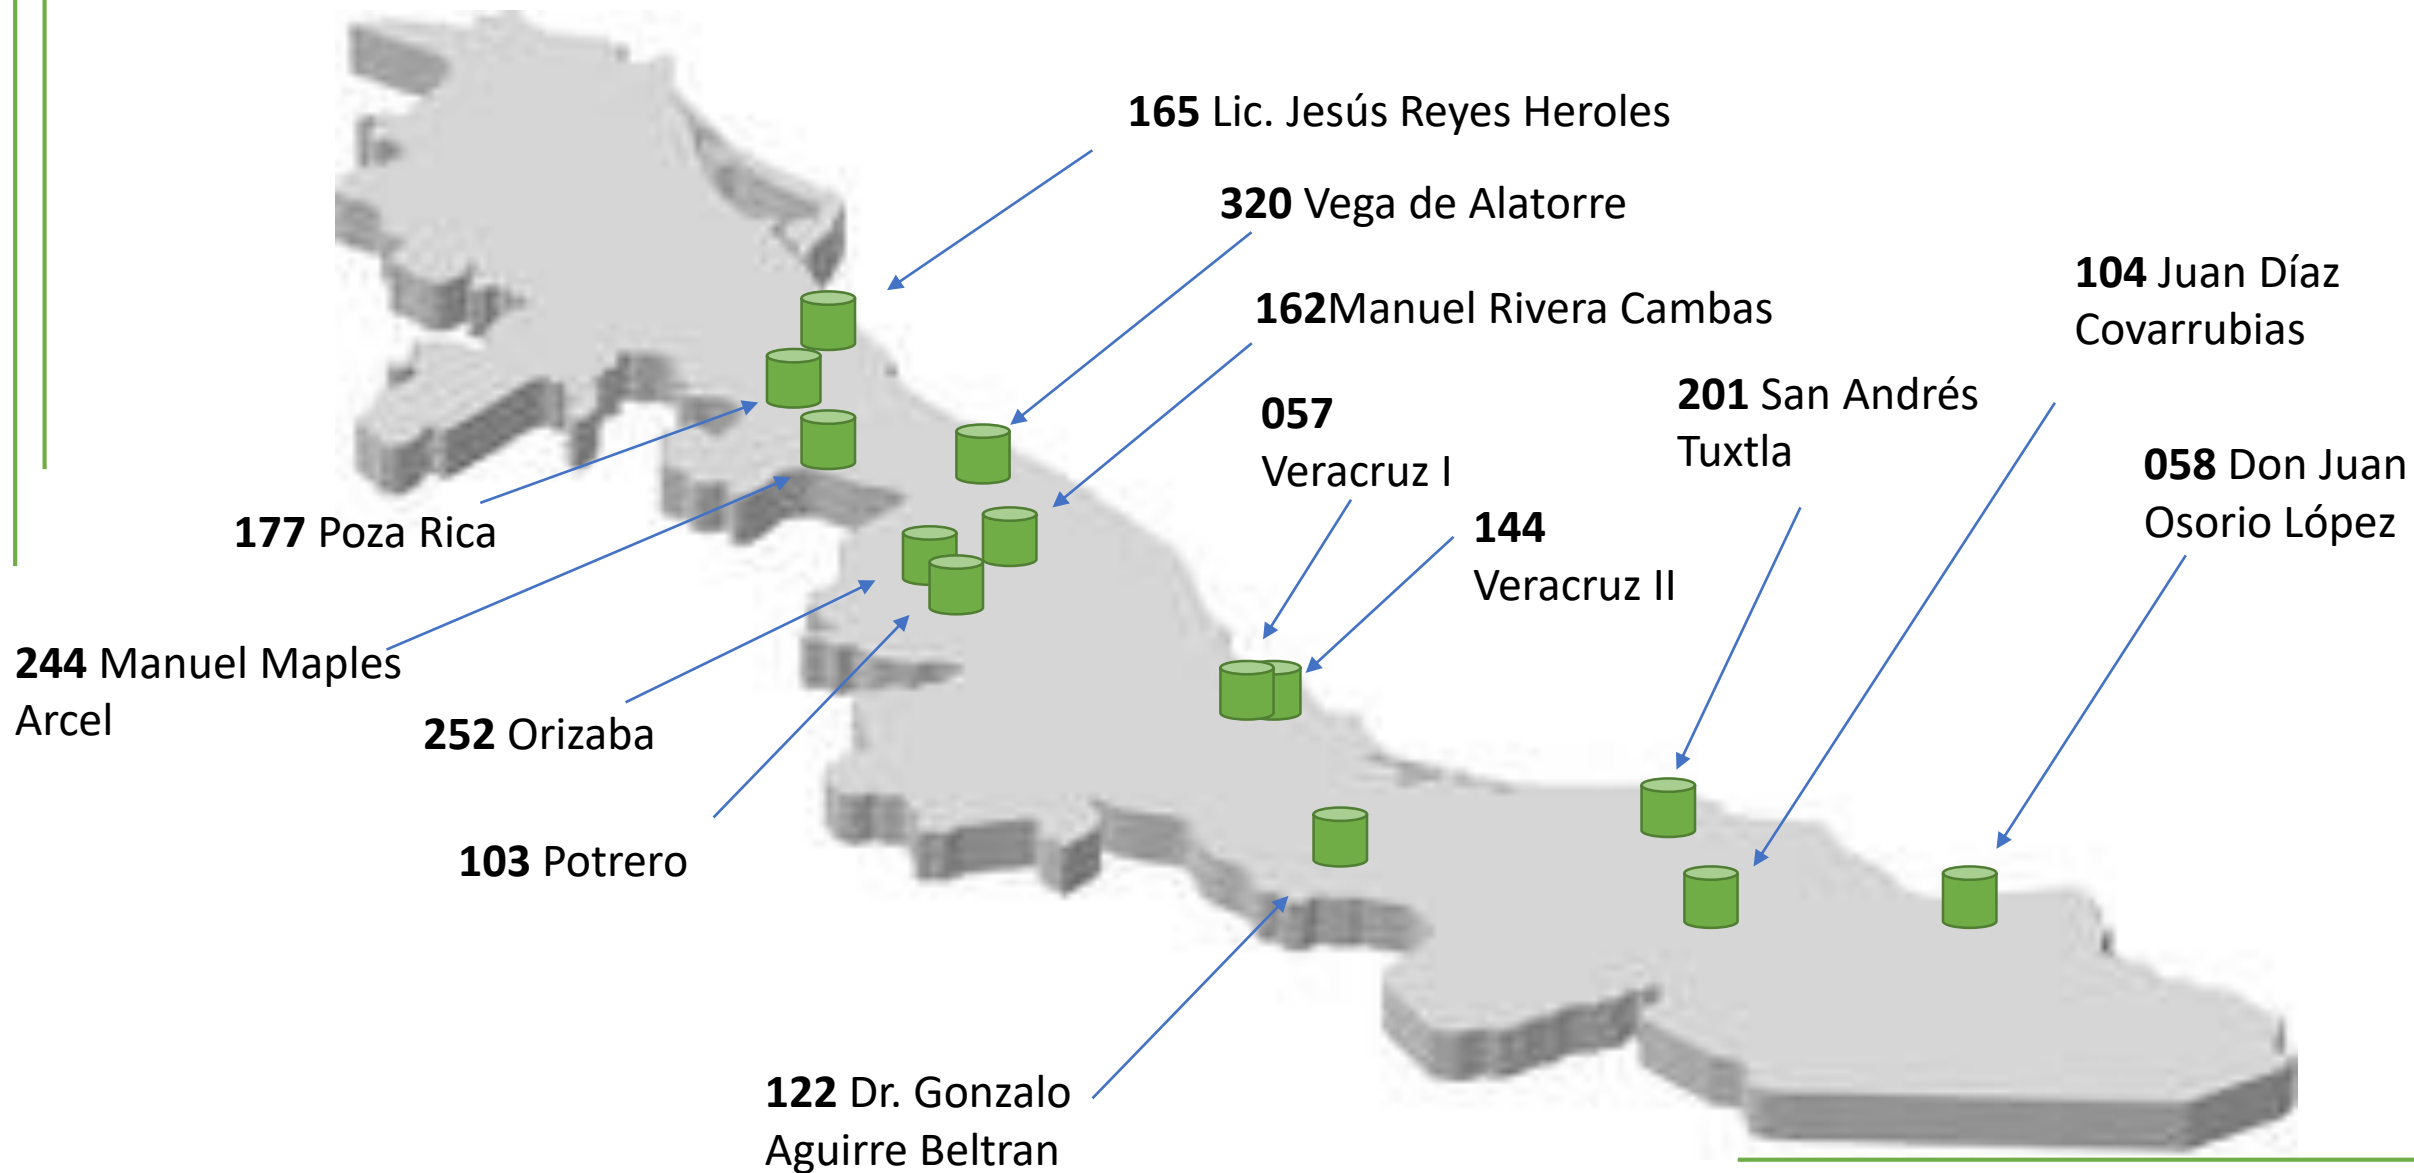 165 Lic. Jesús Reyes Heroles
320 Vega de Alatorre
162Manuel Rivera Cambas
104 Juan Díaz
Covarrubias
057
Veracruz I
201 San Andrés
Tuxtla
058 Don Juan
Osorio López
144
Veracruz II
177 Poza Rica
244 Manuel Maples
Arcel
252 Orizaba
103 Potrero
122 Dr. Gonzalo
Aguirre Beltran